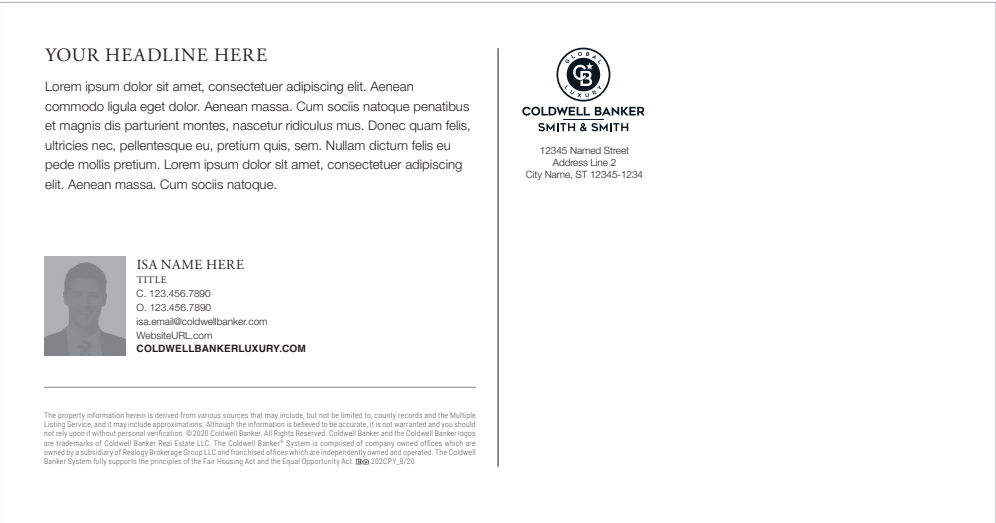 YOUR HEADLINE HERE
Lorem ipsum dolor sit amet, consectetuer adipiscing elit. Aenean
commodo ligula eget dolor. Aenean massa. Cum sociis natoque penatibus
et magnis dis parturient montes, nascetur ridiculus mus. Donec quam felis,
ultricies nec, pellentesque eu, pretium quis, sem. Nullam dictum felis eu
pede mollis pretium. Lorem ipsum dolor sit amet, consectetuer adipiscing
elit. Aenean massa. Cum sociis natoque.
ISA NAME HERE
TITLE
C. 123.456.7890
O. 123.456.7890
isa.email@coldwellbanker.com
WebsiteURL.com
COLDWELLBANKERLUXURY.COM
The property information herein is derived from various sources that may include, but not be limited to, county records and the Multiple
Listing Service, and it may include approximations. Although the information is believed to be accurate, it is not warranted and you should
not rely upon it without personal verification. ©2020 Coldwell Banker. All Rights Reserved. Coldwell Banker and the Coldwell Banker logos
are trademarks of Coldwell Banker Real Estate LLC. The Coldwell Banker® System is comprised of company owned offices which are
owned by a subsidiary of Realogy Brokerage Group LLC and franchised offices which are independently owned and operated. The Coldwell
Banker System fully supports the principles of the Fair Housing Act and the Equal Opportunity Act. 202CPY_8/20
GLOBAL
CB
LUXURY
COLDWELL BANKER
SMITH & SMITH
12345 Named Street
Address Line 2
City Name, ST 12345-1234